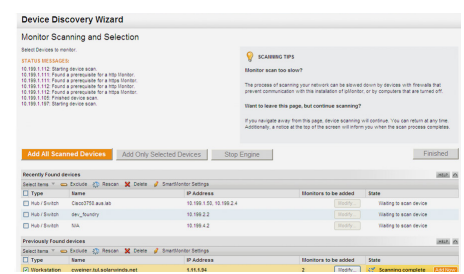 Device Discovery Wizard
Monitor Scanning and Selection
Select Devices to monitor.
STATUS MESSAGES:
10.199.1.112: Starting device scan.
10.199.1.111: Found a prerequisite for a http Monitor.
10.199.1.111: Found a prerequisite for a https Monitor.
10.199.1.112: Found a prerequisite for a http Monitor.
10.199.1.112: Found a prerequisite for a https Monitor.
10.199.1.105: Finished device scan.
10.199.1.197: Starting device scan.
SCANNING TIPS
Monitor scan too slow?
The process of scanning your network can be slowed down by devices with firewalls that
prevent communication with this installation of ipMonitor, or by computers that are turned off.
Want to leave this page, but continue scanning?
If you navigate away from this page, device scanning will continue. You can return at any time.
Additionally, a notice at the top of the screen will inform you when the scan process completes.
Add All Scanned Devices Add Only Selected Devices Stop Engine Finished
Recently Found devices HELP
Select Items Exclude Rescan Delete SmartMonitor Settings
Type Name IP Address Monitors to be added State
Hub / Switch Cisco3750.aus.lab 10.199.1.50, 10.199.2.4 Modify... Waiting to scan device
Hub / Switch dev_foundry 10.199.2.2 Modify... Waiting to scan device
Hub / Switch N/A 10.199.4.2 Modify... Waiting to scan device
Previously Found devices HELP
Select Items Exclude Rescan Delete SmartMonitor Settings
Type Name IP Address Monitors to be added State
Workstation cweimer.tul.solarwinds.net 1.11.1.94 2 Modify... Scanning complete Add Now